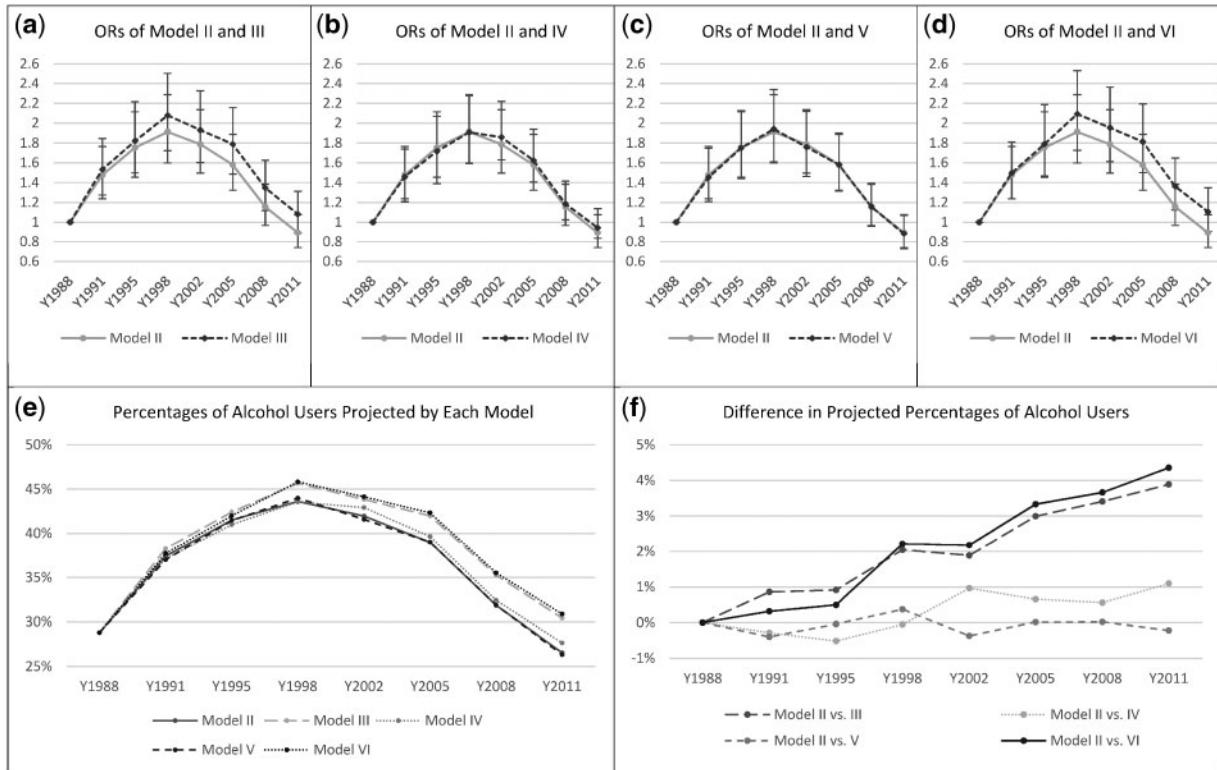 (a)
ORs of Model II and III
2.6
2.4
2.2
2
1.8
1.6
1.4
1.2
1
0.8
0.6
Y1988 Y1991 Y1995 Y1998 Y2002 Y2005 Y2008 Y2011
Model II Model III
(b)
ORs of Model II and IV
2.6
2.4
2.2
2
1.8
1.6
1.4
1.2
1
0.8
0.6
Y1988 Y1991 Y1995 Y1998 Y2002 Y2005 Y2008 Y2011
Model II Model IV
(c)
ORs of Model II and V
2.6
2.4
2.2
2
1.8
1.6
1.4
1.2
1
0.8
0.6
Y1988 Y1991 Y1995 Y1998 Y2002 Y2005 Y2008 Y2011
Model II Model V
(d)
ORs of Model II and VI
2.6
2.4
2.2
2
1.8
1.6
1.4
1.2
1
0.8
0.6
Y1988 Y1991 Y1995 Y1998 Y2002 Y2005 Y2008 Y2011
Model II Model VI
(e)
Percentages of Alcohol Users Projected by Each Model
50%
45%
40%
35%
30%
25%
Y1988 Y1991 Y1995 Y1998 Y2002 Y2005 Y2008 Y2011
Model II Model III Model IV
Model V Model VI
(f)
Difference in Projected Percentages of Alcohol Users
5%
4%
3%
2%
1%
0%
-1%
Y1988 Y1991 Y1995 Y1998 Y2002 Y2005 Y2008 Y2011
Model II vs. III Model II vs. IV
Model II vs. V Model II vs. VI